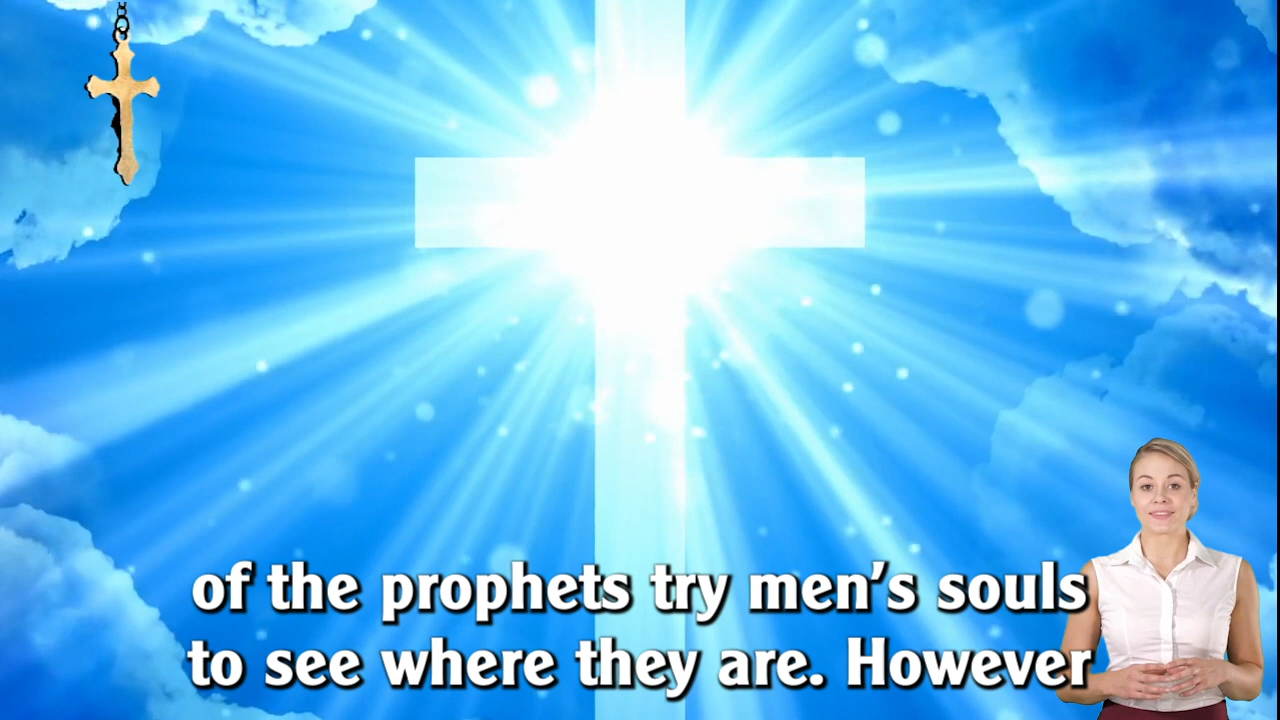 of the prophets try men’s souls
to see where they are. However